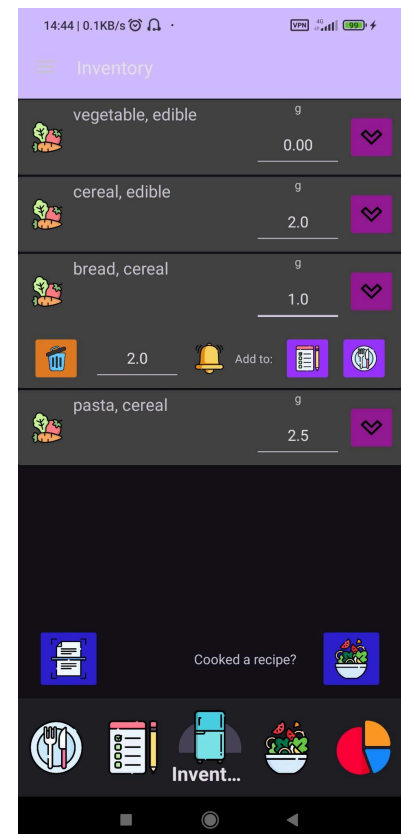 14:44 | 0.1KB/s
VPN 4G 99
Inventory
vegetable, edible
g
0.00
cereal, edible
g
2.0
bread, cereal
g
1.0
2.0
Add to:
pasta, cereal
g
2.5
Cooked a recipe?
Invent...